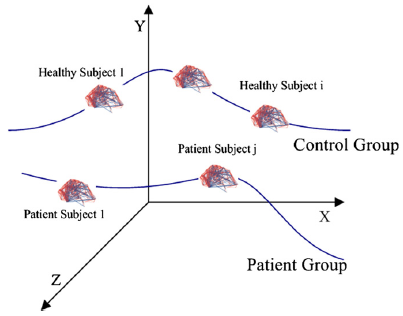 Y
Healthy Subject 1
Healthy Subject i
Control Group
Patient Subject j
Patient Subject 1
X
Z
Patient Group